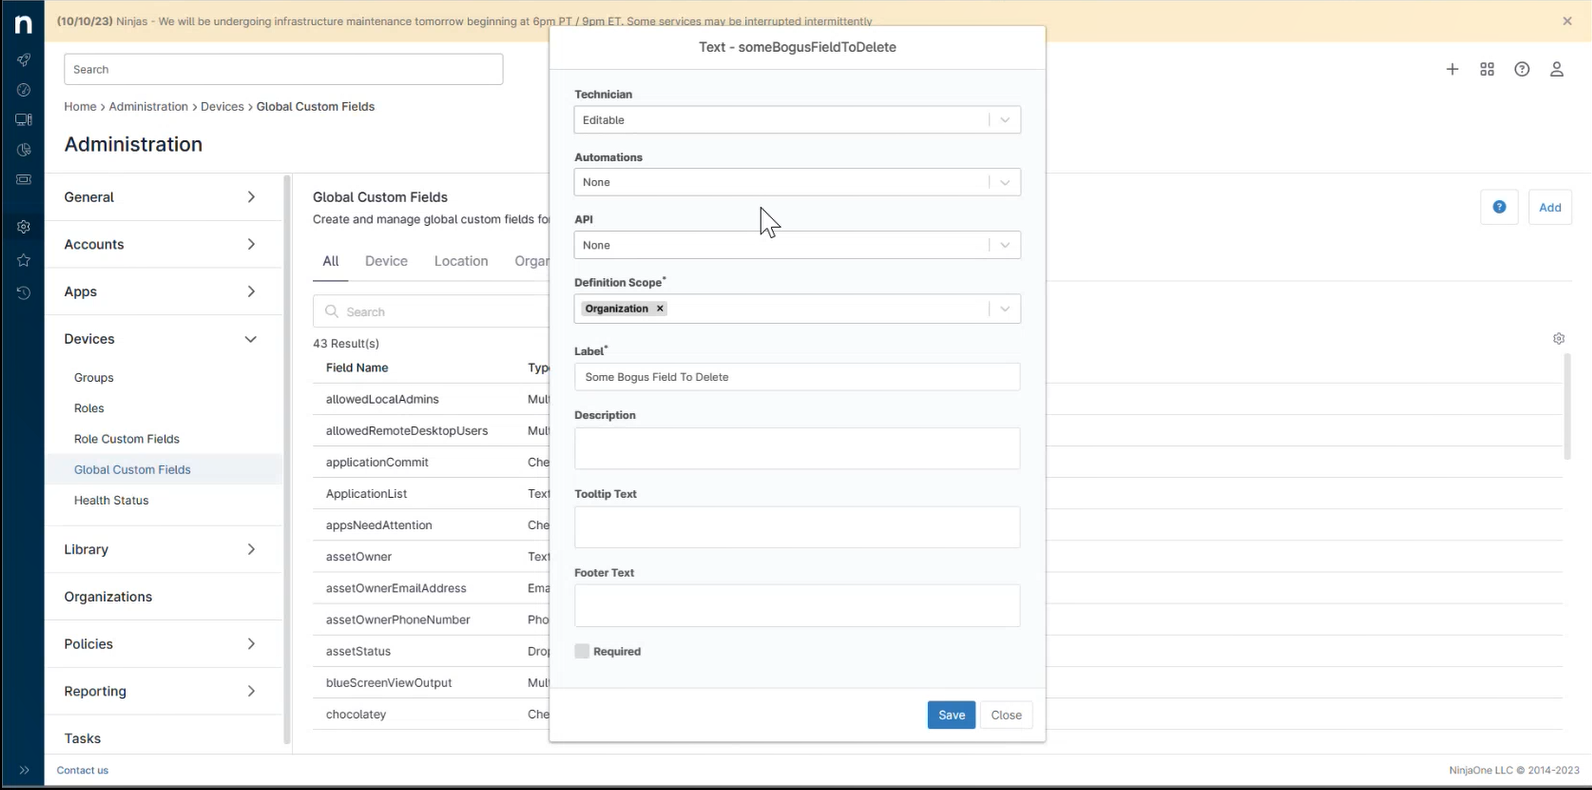 n
(10/10/23) Ninjas - We will be undergoing infrastructure maintenance tomorrow beginning at 6pm PT / 9pm ET. Some services may be interrupted intermittently
Search
Home > Administration > Devices > Global Custom Fields
Administration
General
Accounts
Apps
Devices
Groups
Roles
Role Custom Fields
Global Custom Fields
Health Status
Library
Organizations
Policies
Reporting
Tasks
Global Custom Fields
Create and manage global custom fields for
Add
All Device Location Organ
Search
43 Result(s)
Field Name Type
allowedLocalAdmins Mul
allowedRemoteDesktopUsers Mul
applicationCommit Che
ApplicationList Text
appsNeedAttention Che
assetOwner Text
assetOwnerEmailAddress Ema
assetOwnerPhoneNumber Pho
assetStatus Drop
blueScreenViewOutput Mul
chocolatey Che
Text - someBogusFieldToDelete
Technician
Editable
Automations
None
API
None
Definition Scope*
Organization ×
Label*
Some Bogus Field To Delete
Description
Tooltip Text
Footer Text
Required
Save Close
Contact us
NinjaOne LLC © 2014-2023